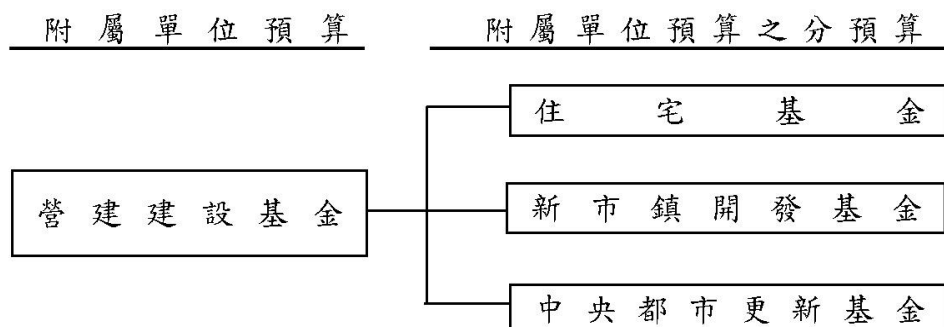 附屬單位預算
附屬單位預算之分預算
住宅基金
營建建設基金
新市鎮開發基金
中央都市更新基金